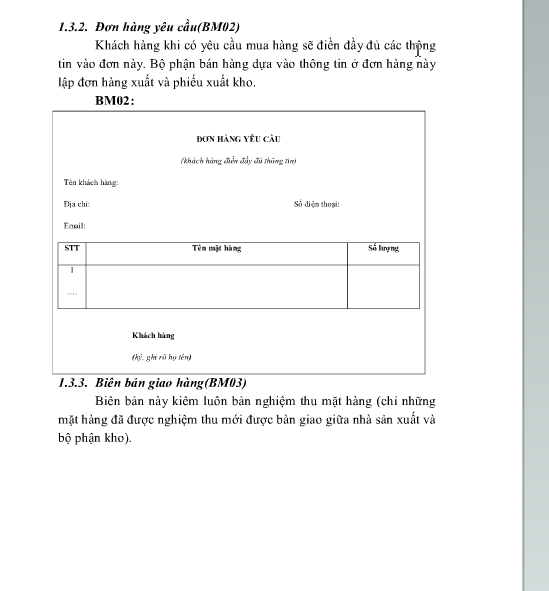 1.3.2. Đơn hàng yêu cầu(BM02)
Khách hàng khi có yêu cầu mua hàng sẽ điền đầy đủ các thông
tin vào đơn này. Bộ phận bán hàng dựa vào thông tin ở đơn hàng này
lập đơn hàng xuất và phiếu xuất kho.
BM02:
ĐƠN HÀNG YÊU CẦU
(khách hàng điền đầy đủ thông tin)
Tên khách hàng:
Địa chỉ: Số điện thoại:
Email:
STT Tên mặt hàng Số lượng
1
....
Khách hàng
(ký, ghi rõ họ tên)
1.3.3. Biên bản giao hàng(BM03)
Biên bản này kiêm luôn bản nghiệm thu mặt hàng (chỉ những
mặt hàng đã được nghiệm thu mới được bàn giao giữa nhà sản xuất và
bộ phận kho).